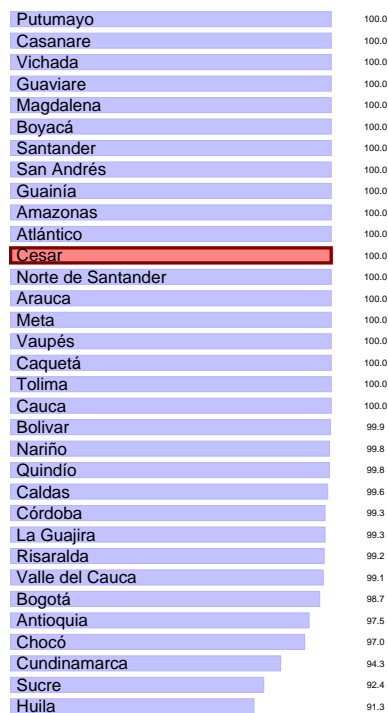 Putumayo 100.0
Casanare 100.0
Vichada 100.0
Guaviare 100.0
Magdalena 100.0
Boyacá 100.0
Santander 100.0
San Andrés 100.0
Guainía 100.0
Amazonas 100.0
Atlántico 100.0
Cesar 100.0
Norte de Santander 100.0
Arauca 100.0
Meta 100.0
Vaupés 100.0
Caquetá 100.0
Tolima 100.0
Cauca 100.0
Bolivar 99.9
Nariño 99.8
Quindío 99.8
Caldas 99.6
Córdoba 99.3
La Guajira 99.3
Risaralda 99.2
Valle del Cauca 99.1
Bogotá 98.7
Antioquia 97.5
Chocó 97.0
Cundinamarca 94.3
Sucre 92.4
Huila 91.3